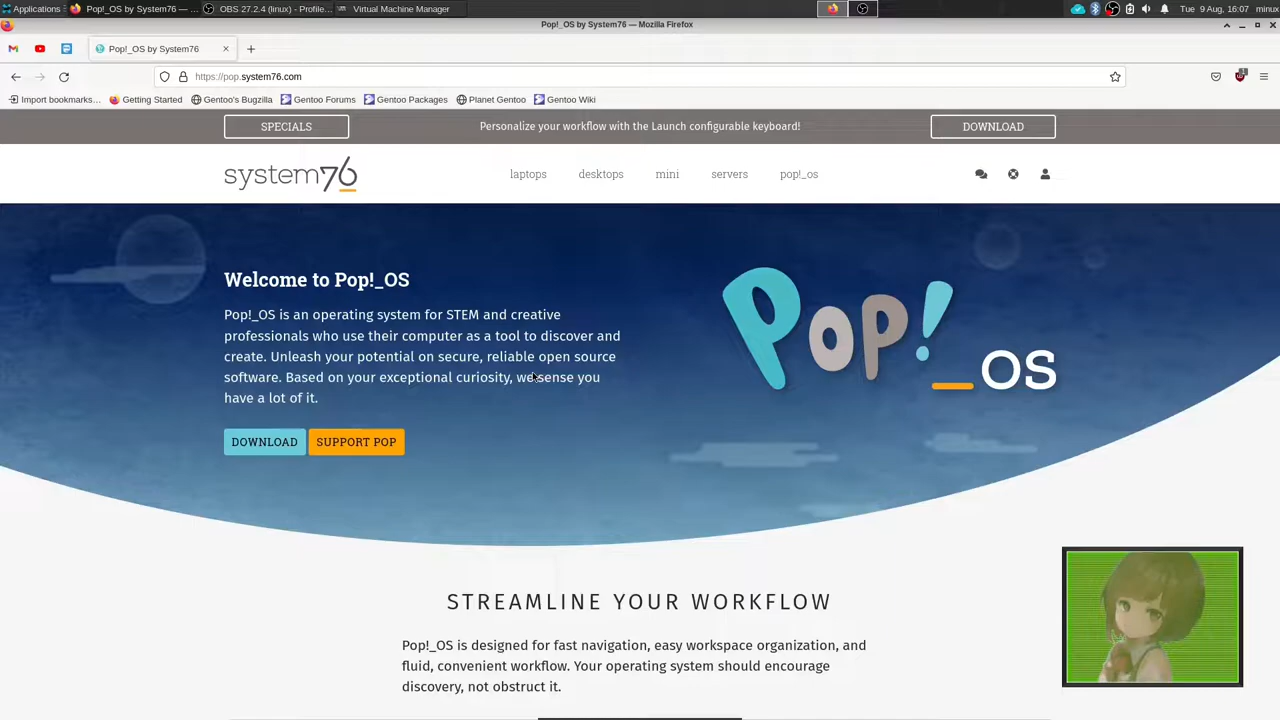 Applications
Pop!_OS by System76 — ...
OBS 27.2.4 (linux) - Profile...
Virtual Machine Manager
Tue 9 Aug, 16:07
minux
Pop!_OS by System76 — Mozilla Firefox
Pop!_OS by System76
https://pop.system76.com
Import bookmarks...
Getting Started
Gentoo's Bugzilla
Gentoo Forums
Gentoo Packages
Planet Gentoo
Gentoo Wiki
SPECIALS
Personalize your workflow with the Launch configurable keyboard!
DOWNLOAD
system76
laptops
desktops
mini
servers
pop!_os
Welcome to Pop!_OS
Pop!_OS is an operating system for STEM and creative
professionals who use their computer as a tool to discover and
create. Unleash your potential on secure, reliable open source
software. Based on your exceptional curiosity, we sense you
have a lot of it.
Pop!_OS
DOWNLOAD
SUPPORT POP
STREAMLINE YOUR WORKFLOW
Pop!_OS is designed for fast navigation, easy workspace organization, and
fluid, convenient workflow. Your operating system should encourage
discovery, not obstruct it.